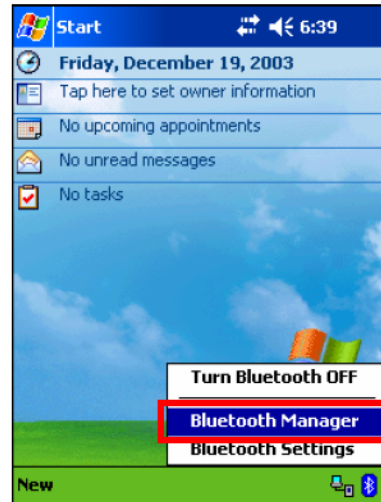 Start 6:39
Friday, December 19, 2003
Tap here to set owner information
No upcoming appointments
No unread messages
No tasks
Turn Bluetooth OFF
Bluetooth Manager
Bluetooth Settings
New